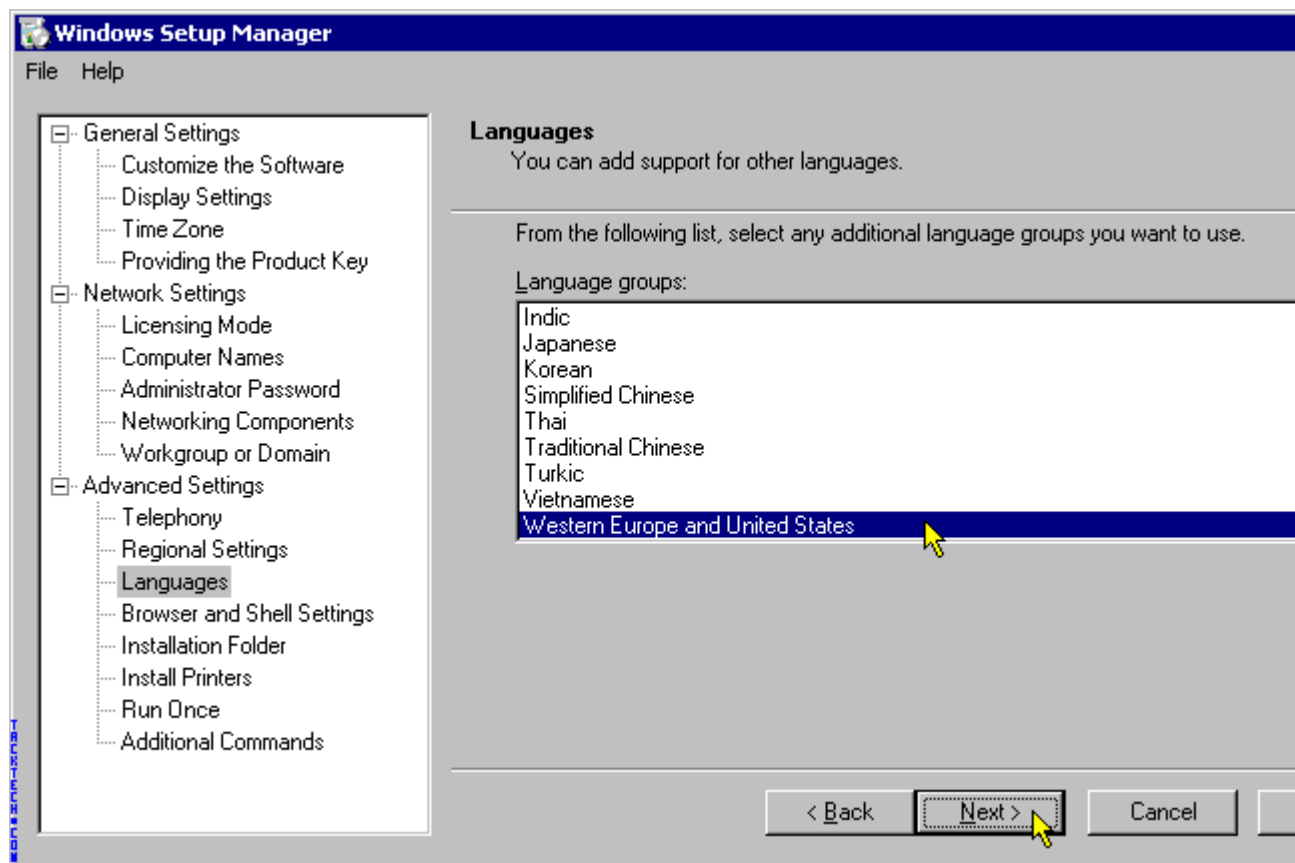 Windows Setup Manager
File Help
General Settings
Customize the Software
Display Settings
Time Zone
Providing the Product Key
Network Settings
Licensing Mode
Computer Names
Administrator Password
Networking Components
Workgroup or Domain
Advanced Settings
Telephony
Regional Settings
Languages
Browser and Shell Settings
Installation Folder
Install Printers
Run Once
Additional Commands
Languages
You can add support for other languages.
From the following list, select any additional language groups you want to use.
Language groups:
Indic
Japanese
Korean
Simplified Chinese
Thai
Traditional Chinese
Turkic
Vietnamese
Western Europe and United States
< Back
Next >
Cancel
TACKTECH.COM